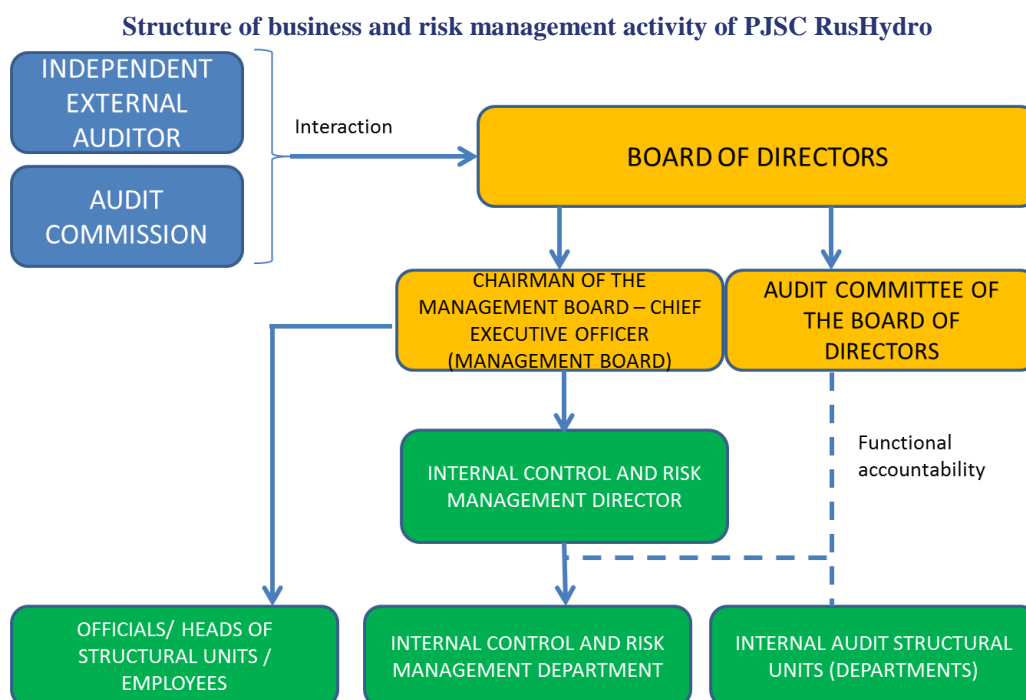 Structure of business and risk management activity of PJSC RusHydro
INDEPENDENT
EXTERNAL
AUDITOR
Interaction
BOARD OF DIRECTORS
AUDIT
COMMISSION
CHAIRMAN OF THE
MANAGEMENT BOARD – CHIEF
EXECUTIVE OFFICER
(MANAGEMENT BOARD)
AUDIT COMMITTEE OF
THE BOARD OF
DIRECTORS
Functional
accountability
INTERNAL CONTROL AND RISK
MANAGEMENT DIRECTOR
OFFICIALS/ HEADS OF
STRUCTURAL UNITS /
EMPLOYEES
INTERNAL CONTROL AND RISK
MANAGEMENT DEPARTMENT
INTERNAL AUDIT STRUCTURAL
UNITS (DEPARTMENTS)